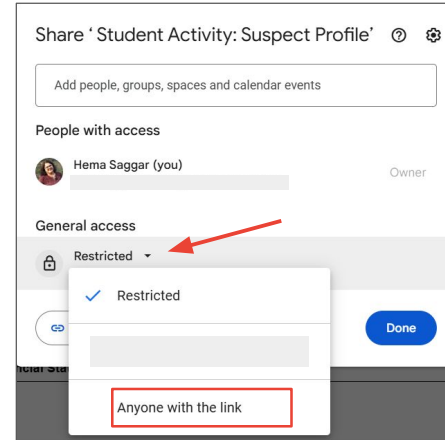 Share ‘ Student Activity: Suspect Profile’
Add people, groups, spaces and calendar events
People with access
Hema Saggar (you)
Owner
General access
Restricted
Restricted
Done
Anyone with the link